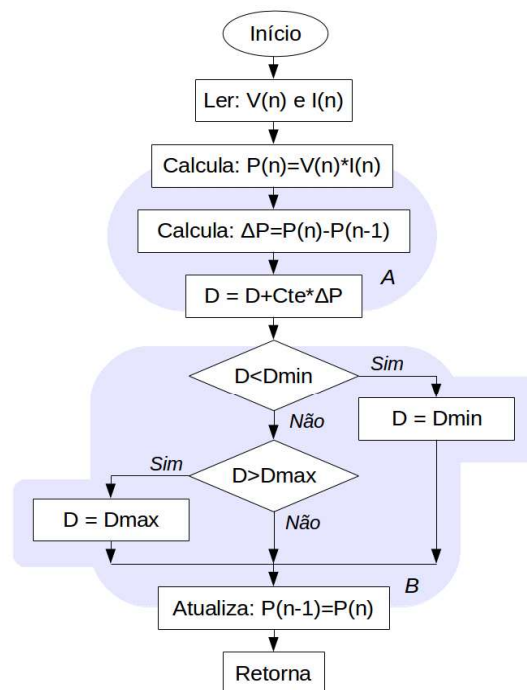 Início
Ler: V(n) e I(n)
Calcula: P(n)=V(n)*I(n)
Calcula: ΔP=P(n)-P(n-1)
A
D = D+Cte*ΔP
D<Dmin
Sim
Não
D = Dmin
Sim
D>Dmax
D = Dmax
Não
B
Atualiza: P(n-1)=P(n)
Retorna